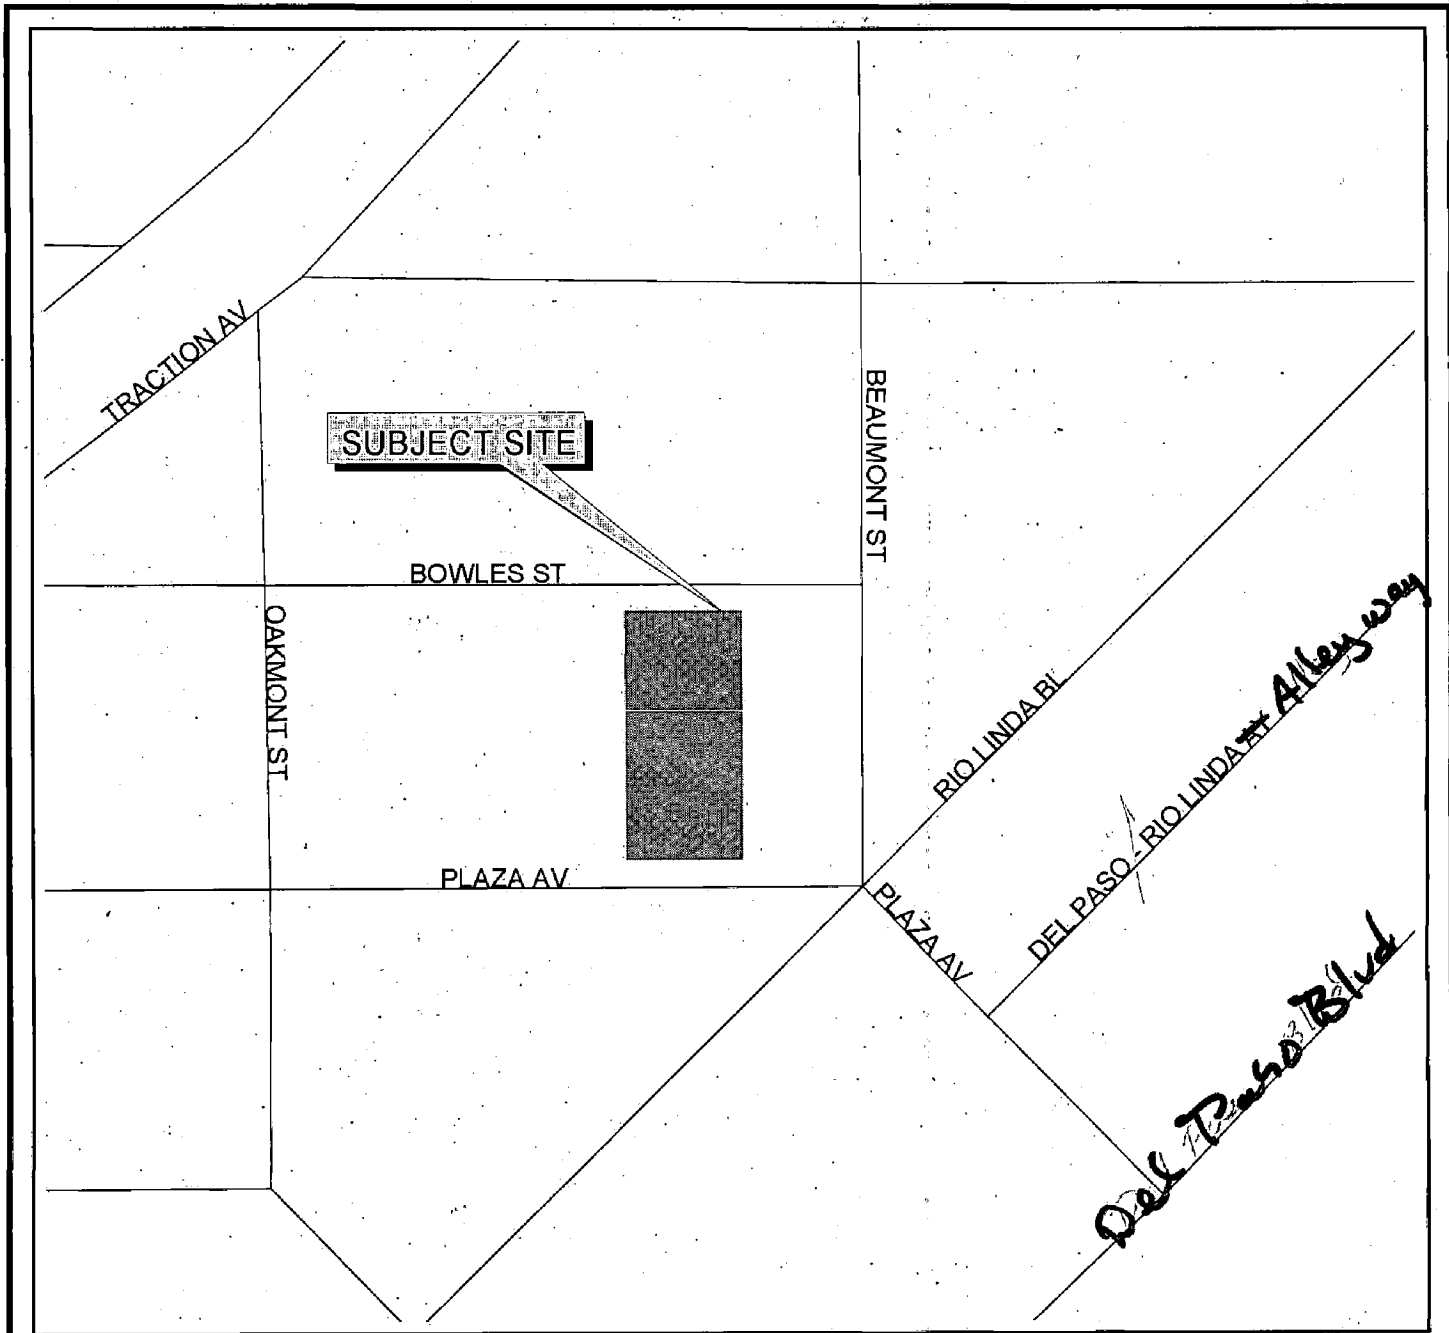 TRACTION AV
BEAUMONT ST
SUBJECT SITE
BOWLES ST
OAKMONT ST
RIO LINDA BL
DEL PASO - RIO LINDA AY Alley way
PLAZA AV
PLAZA AV
Del Paso Blvd